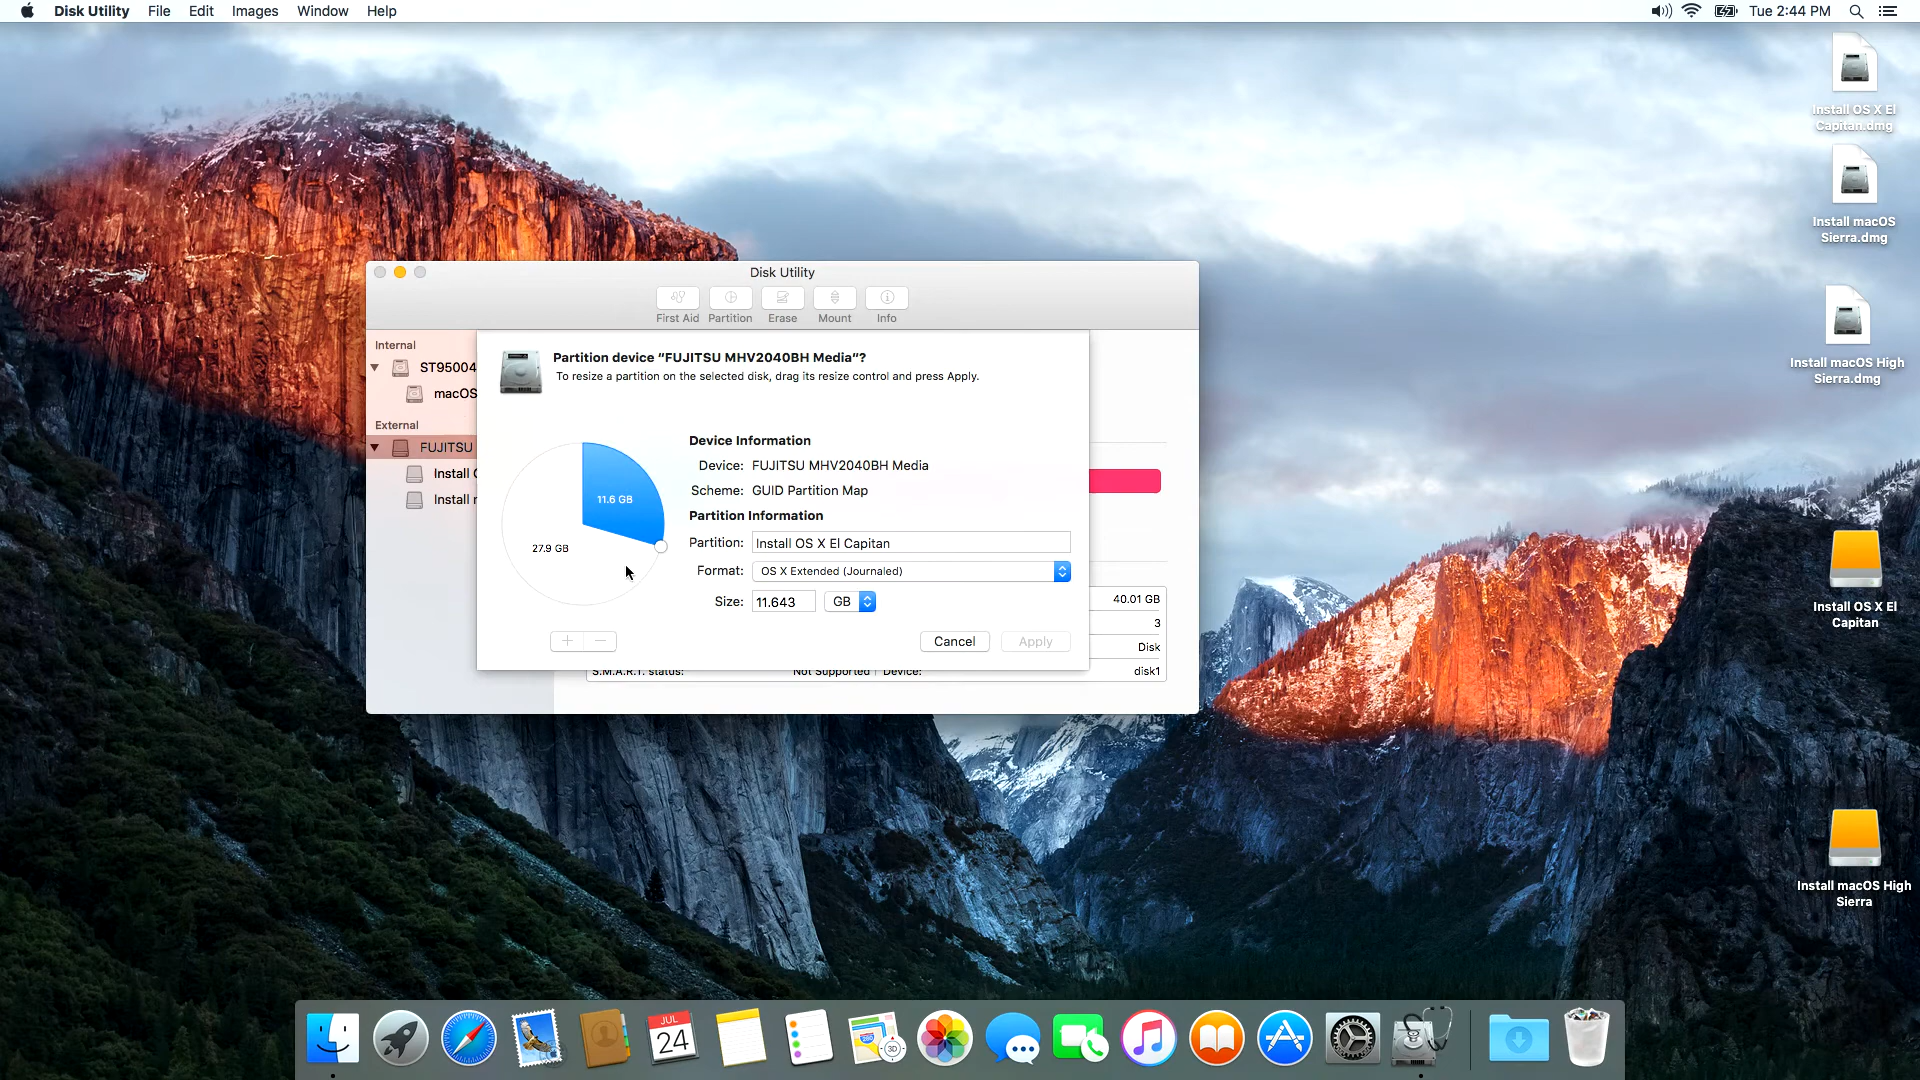 Disk Utility File Edit Images Window Help
Tue 2:44 PM
Install OS X El
Capitan.dmg
Install macOS
Sierra.dmg
Install macOS High
Sierra.dmg
Install OS X El
Capitan
Install macOS High
Sierra
Disk Utility
First Aid Partition Erase Mount Info
Internal
ST95004
macOS
External
FUJITSU
Install
Install
Partition device "FUJITSU MHV2040BH Media"?
To resize a partition on the selected disk, drag its resize control and press Apply.
11.6 GB
27.9 GB
Device Information
Device: FUJITSU MHV2040BH Media
Scheme: GUID Partition Map
Partition Information
Partition: Install OS X El Capitan
Format: OS X Extended (Journaled)
Size: 11.643 GB
Cancel Apply
40.01 GB
3
Disk
S.M.A.R.T. status: Not Supported Device: disk1
JUL
24
3D